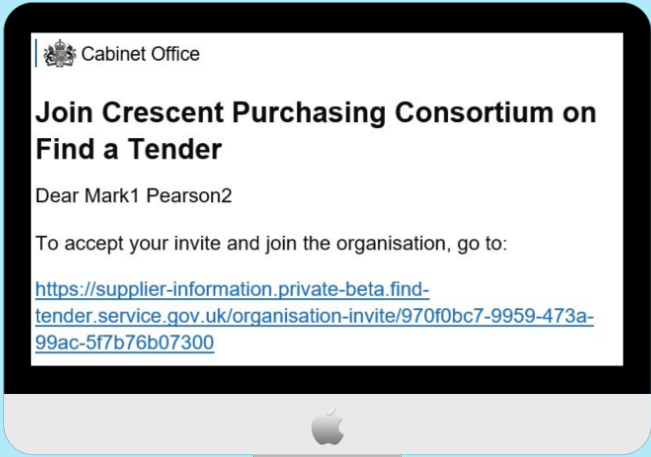 Cabinet Office
Join Crescent Purchasing Consortium on
Find a Tender
Dear Mark1 Pearson2
To accept your invite and join the organisation, go to:
https://supplier-information.private-beta.find-
tender.service.gov.uk/organisation-invite/970f0bc7-9959-473a-
99ac-5f7b76b07300